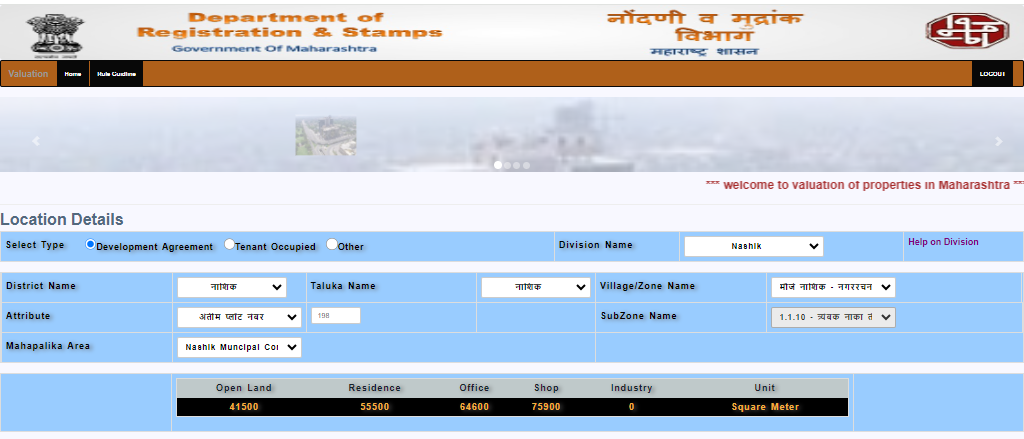 Department of
Registration & Stamps
Government Of Maharashtra
नोंदणी व मुद्रांक
विभाग
महाराष्ट्र शासन
Valuation Home Rule Guidline LOGOUT
*** welcome to valuation of properties in Maharashtra ***
Location Details
Select Type Development Agreement Tenant Occupied Other Division Name Nashik Help on Division
District Name नाशिक Taluka Name नाशिक Village/Zone Name मौजे नाशिक - नगररचन
Attribute अंतीम प्लॉट नंबर 198 SubZone Name 1.1.10 - त्र्यंबक नाका ते
Mahapalika Area Nashik Muncipal Cor
Open Land Residence Office Shop Industry Unit
41500 55500 64600 75900 0 Square Meter